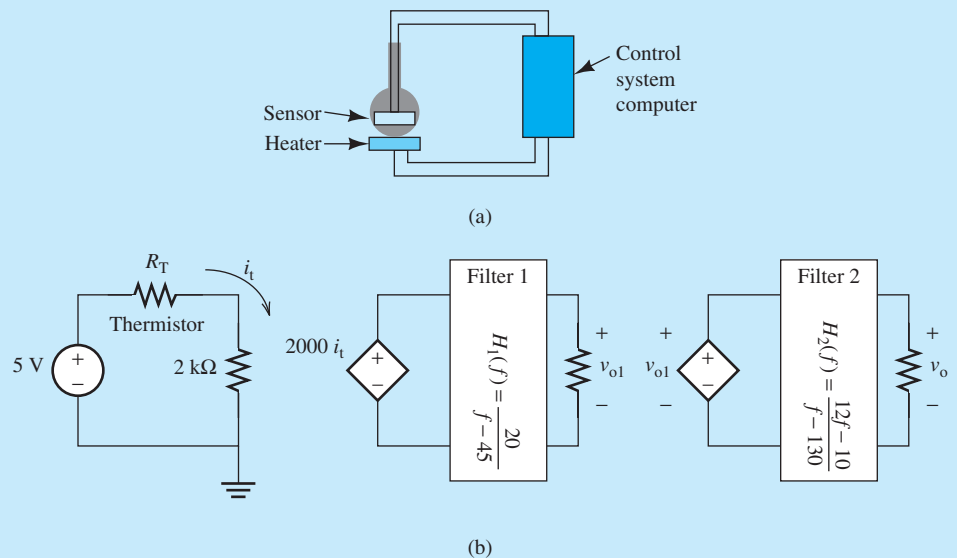 Control
system
computer
Sensor
Heater
(a)
R_T
i_t
Thermistor
5 V
+
−
2 kΩ
2000 i_t
+
−
Filter 1
H_1(f) = 20 / f − 45
+
v_o1
−
+
v_o1
−
+
−
Filter 2
H_2(f) = 12f − 10 / f − 130
+
v_o
−
(b)